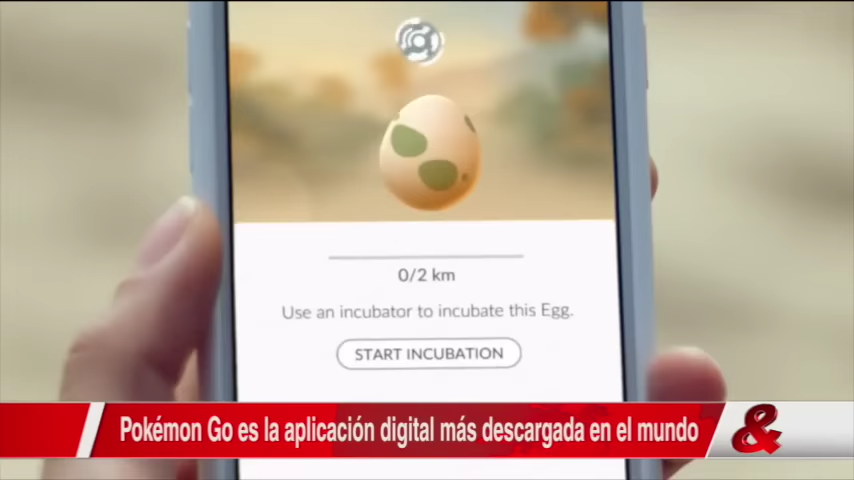 0/2 km
Use an incubator to incubate this Egg.
START INCUBATION
Pokémon Go es la aplicación digital más descargada en el mundo &